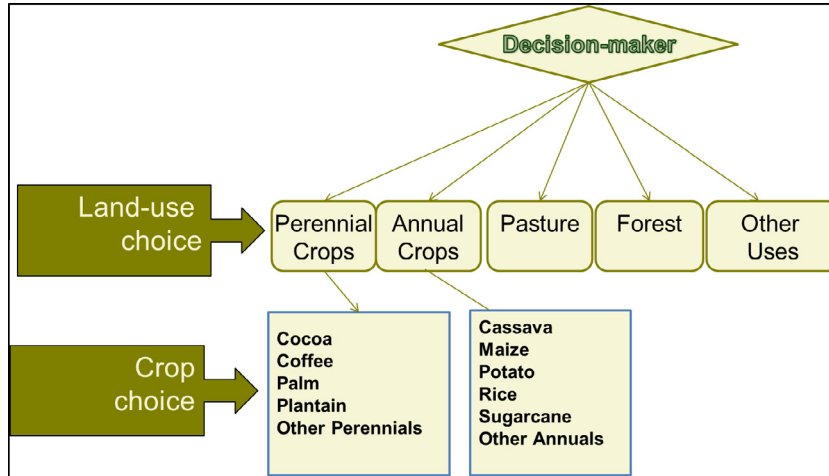 Decision-maker
Land-use
choice
Perennial
Crops
Annual
Crops
Pasture
Forest
Other
Uses
Crop
choice
Cocoa
Coffee
Palm
Plantain
Other Perennials
Cassava
Maize
Potato
Rice
Sugarcane
Other Annuals